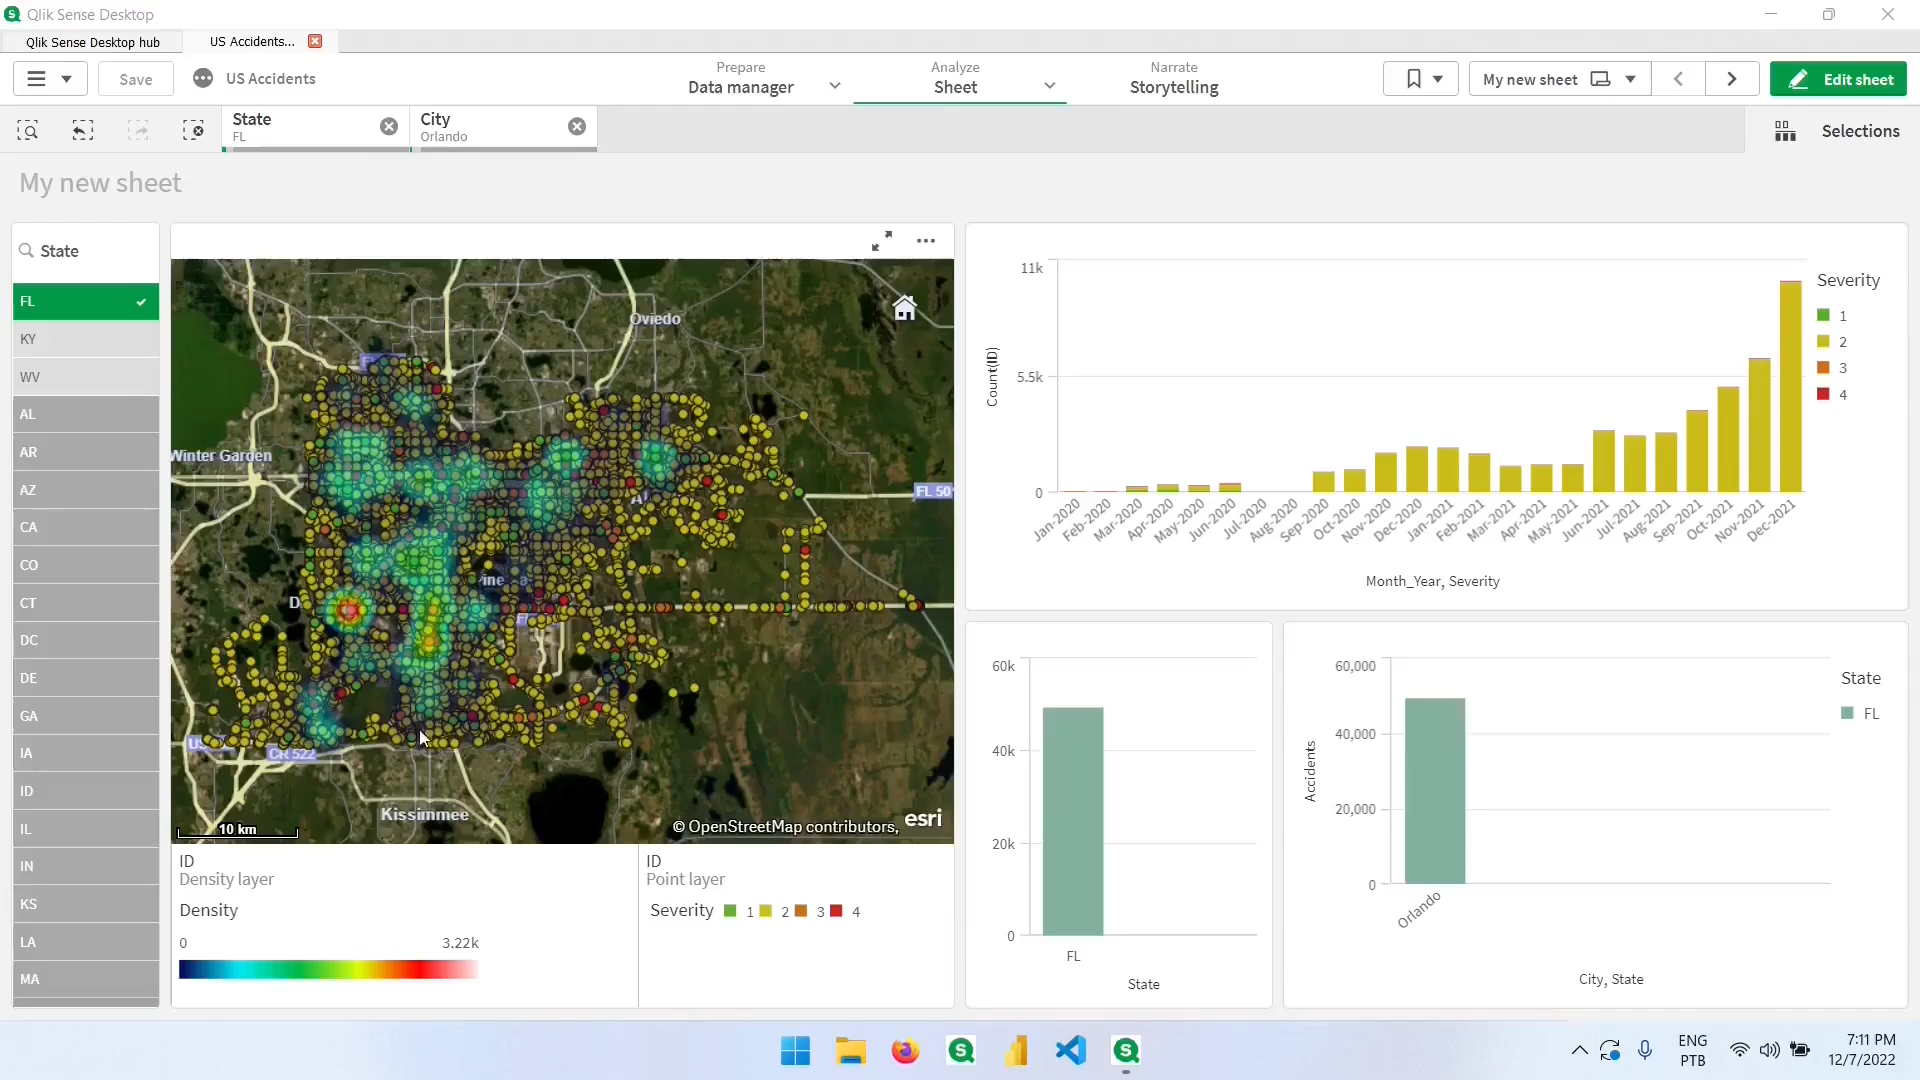 Qlik Sense Desktop
Qlik Sense Desktop hub
US Accidents...
Save
US Accidents
Prepare
Data manager
Analyze
Sheet
Narrate
Storytelling
My new sheet
Edit sheet
State
FL
City
Orlando
Selections
My new sheet
State
FL
KY
WV
AL
AR
AZ
CA
CO
CT
DC
DE
GA
IA
ID
IL
IN
KS
LA
MA
Oviedo
Winter Garden
FL 50
CR 522
Kissimmee
10 km
© OpenStreetMap contributors,
esri
ID
Density layer
Density
0
3.22k
ID
Point layer
Severity 1 2 3 4
11k
5.5k
0
Count(ID)
Jan-2020
Feb-2020
Mar-2020
Apr-2020
May-2020
Jun-2020
Jul-2020
Aug-2020
Sep-2020
Oct-2020
Nov-2020
Dec-2020
Jan-2021
Feb-2021
Mar-2021
Apr-2021
May-2021
Jun-2021
Jul-2021
Aug-2021
Sep-2021
Oct-2021
Nov-2021
Dec-2021
Month_Year, Severity
Severity
1
2
3
4
60k
40k
20k
0
FL
State
60,000
40,000
20,000
0
Accidents
Orlando
City, State
State
FL
ENG
PTB
7:11 PM
12/7/2022